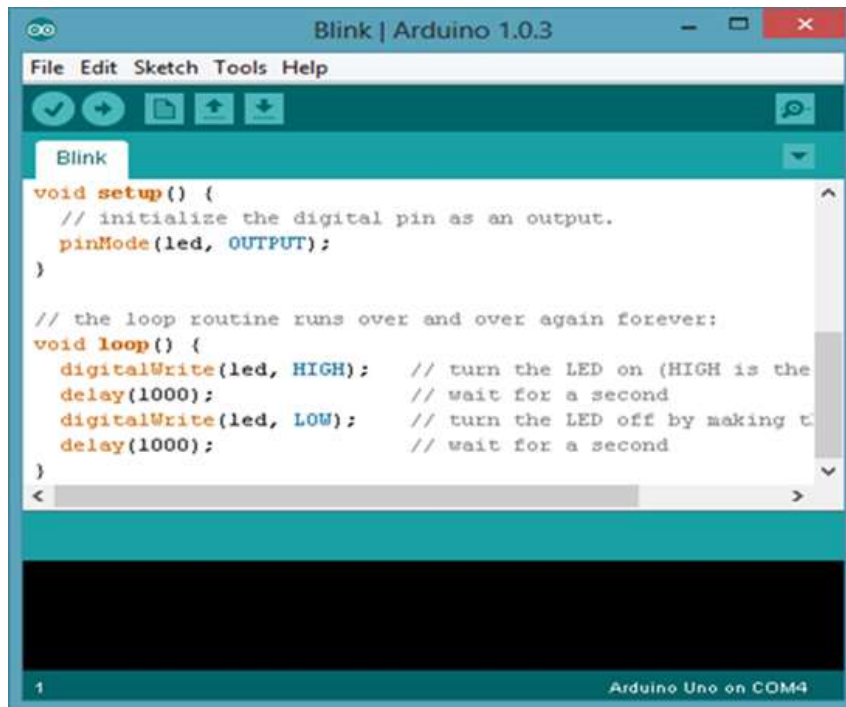 Blink | Arduino 1.0.3
File Edit Sketch Tools Help
Blink
void setup() {
  // initialize the digital pin as an output.
  pinMode(led, OUTPUT);
}

// the loop routine runs over and over again forever:
void loop() {
  digitalWrite(led, HIGH);   // turn the LED on (HIGH is the
  delay(1000);               // wait for a second
  digitalWrite(led, LOW);    // turn the LED off by making t
  delay(1000);               // wait for a second
}
1 Arduino Uno on COM4